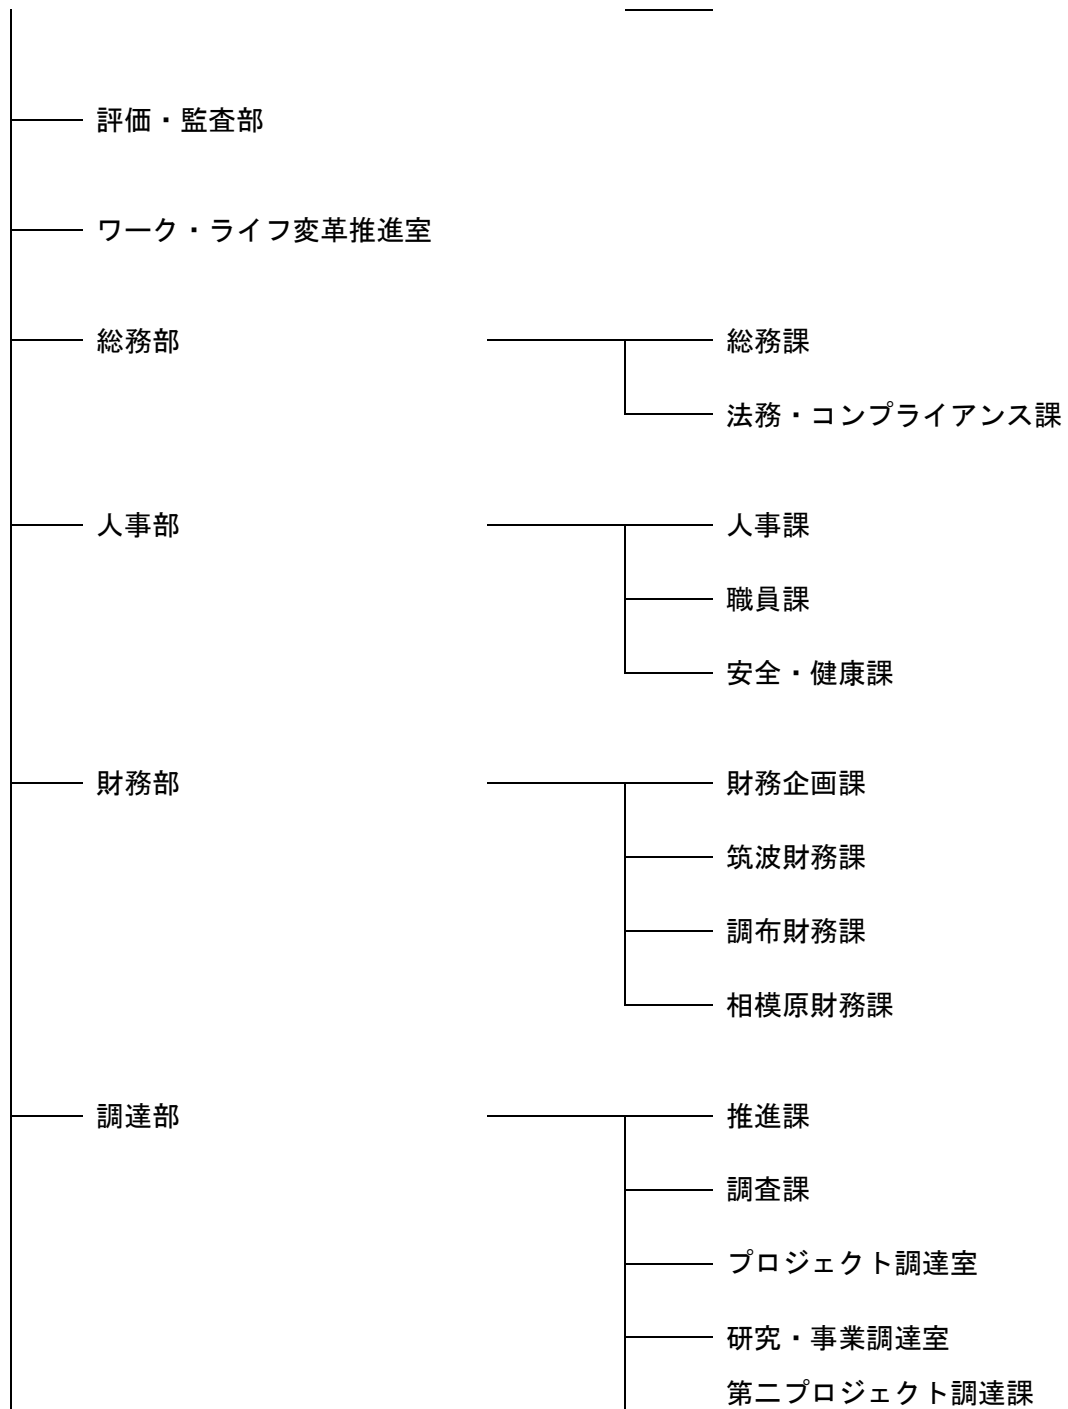 評価・監査部
ワーク・ライフ変革推進室
総務部 総務課
法務・コンプライアンス課
人事部 人事課
職員課
安全・健康課
財務部 財務企画課
筑波財務課
調布財務課
相模原財務課
調達部 推進課
調査課
プロジェクト調達室
研究・事業調達室
第二プロジェクト調達課